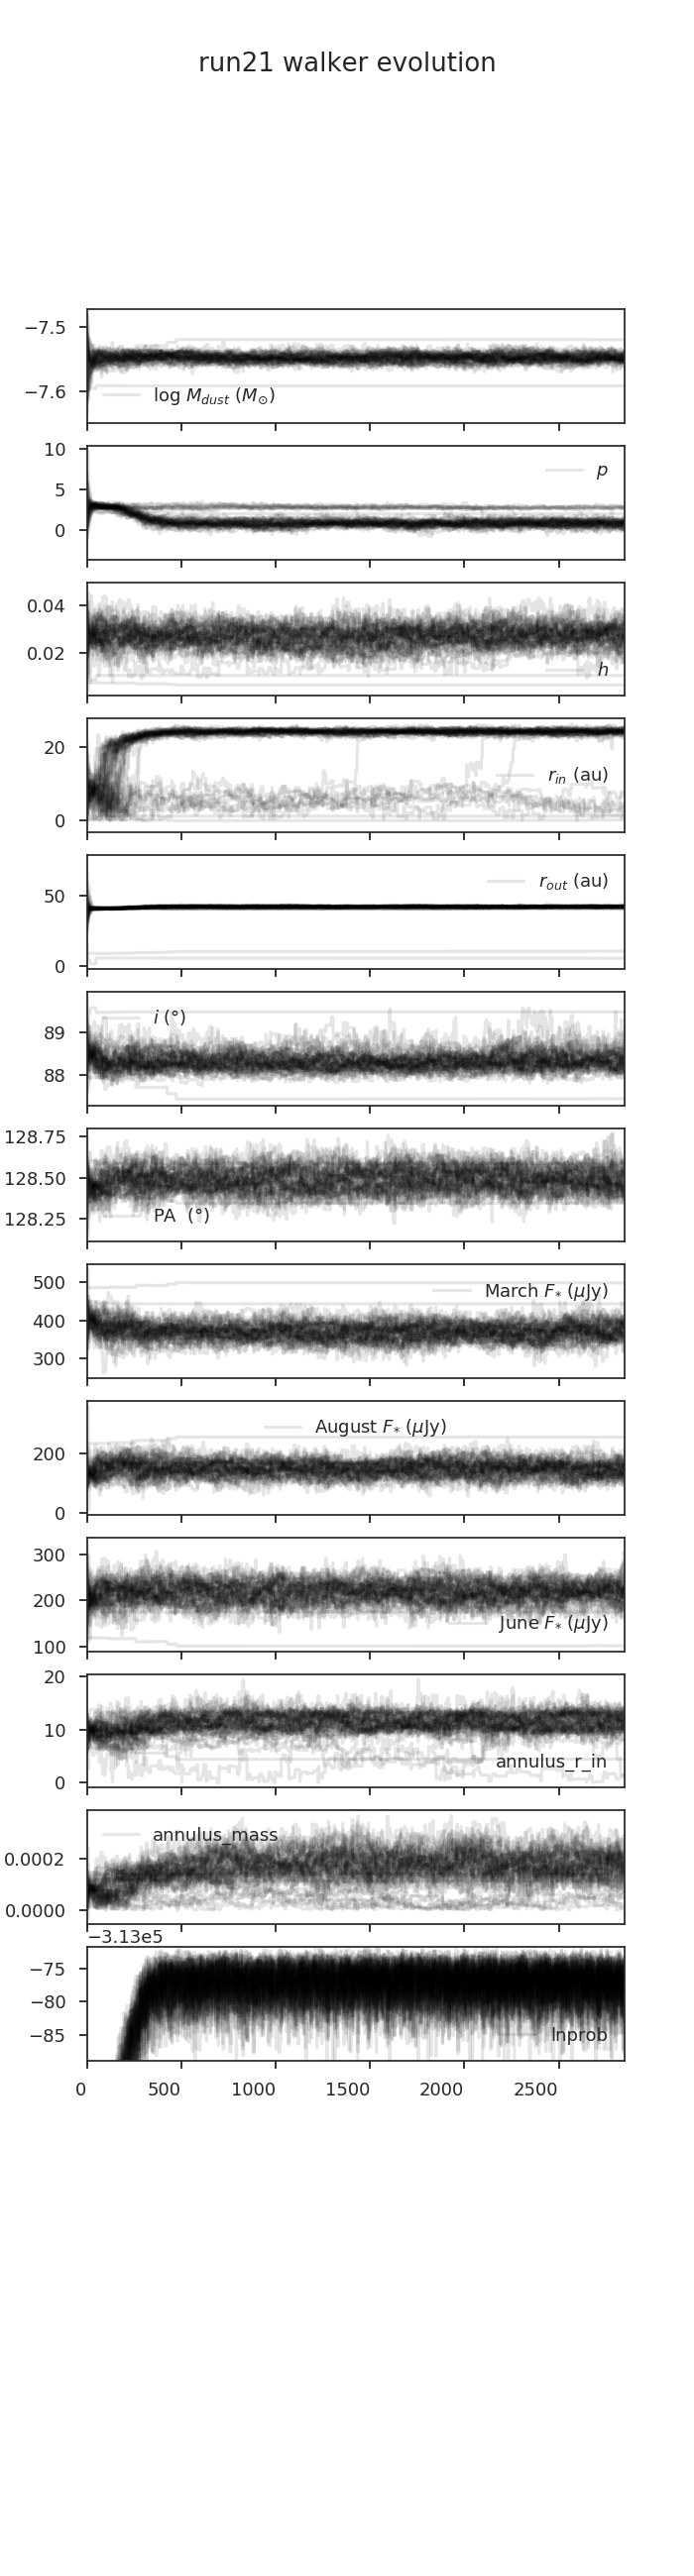 run21 walker evolution
−7.5
−7.6
log M_dust (M_⊙)
10
5
0
p
0.04
0.02
h
20
0
r_in (au)
50
0
r_out (au)
89
88
i (°)
128.75
128.50
128.25
PA (°)
500
400
300
March F_* (μJy)
200
0
August F_* (μJy)
300
200
100
June F_* (μJy)
20
10
0
annulus_r_in
0.0002
0.0000
annulus_mass
−3.13e5
−75
−80
−85
lnprob
0 500 1000 1500 2000 2500